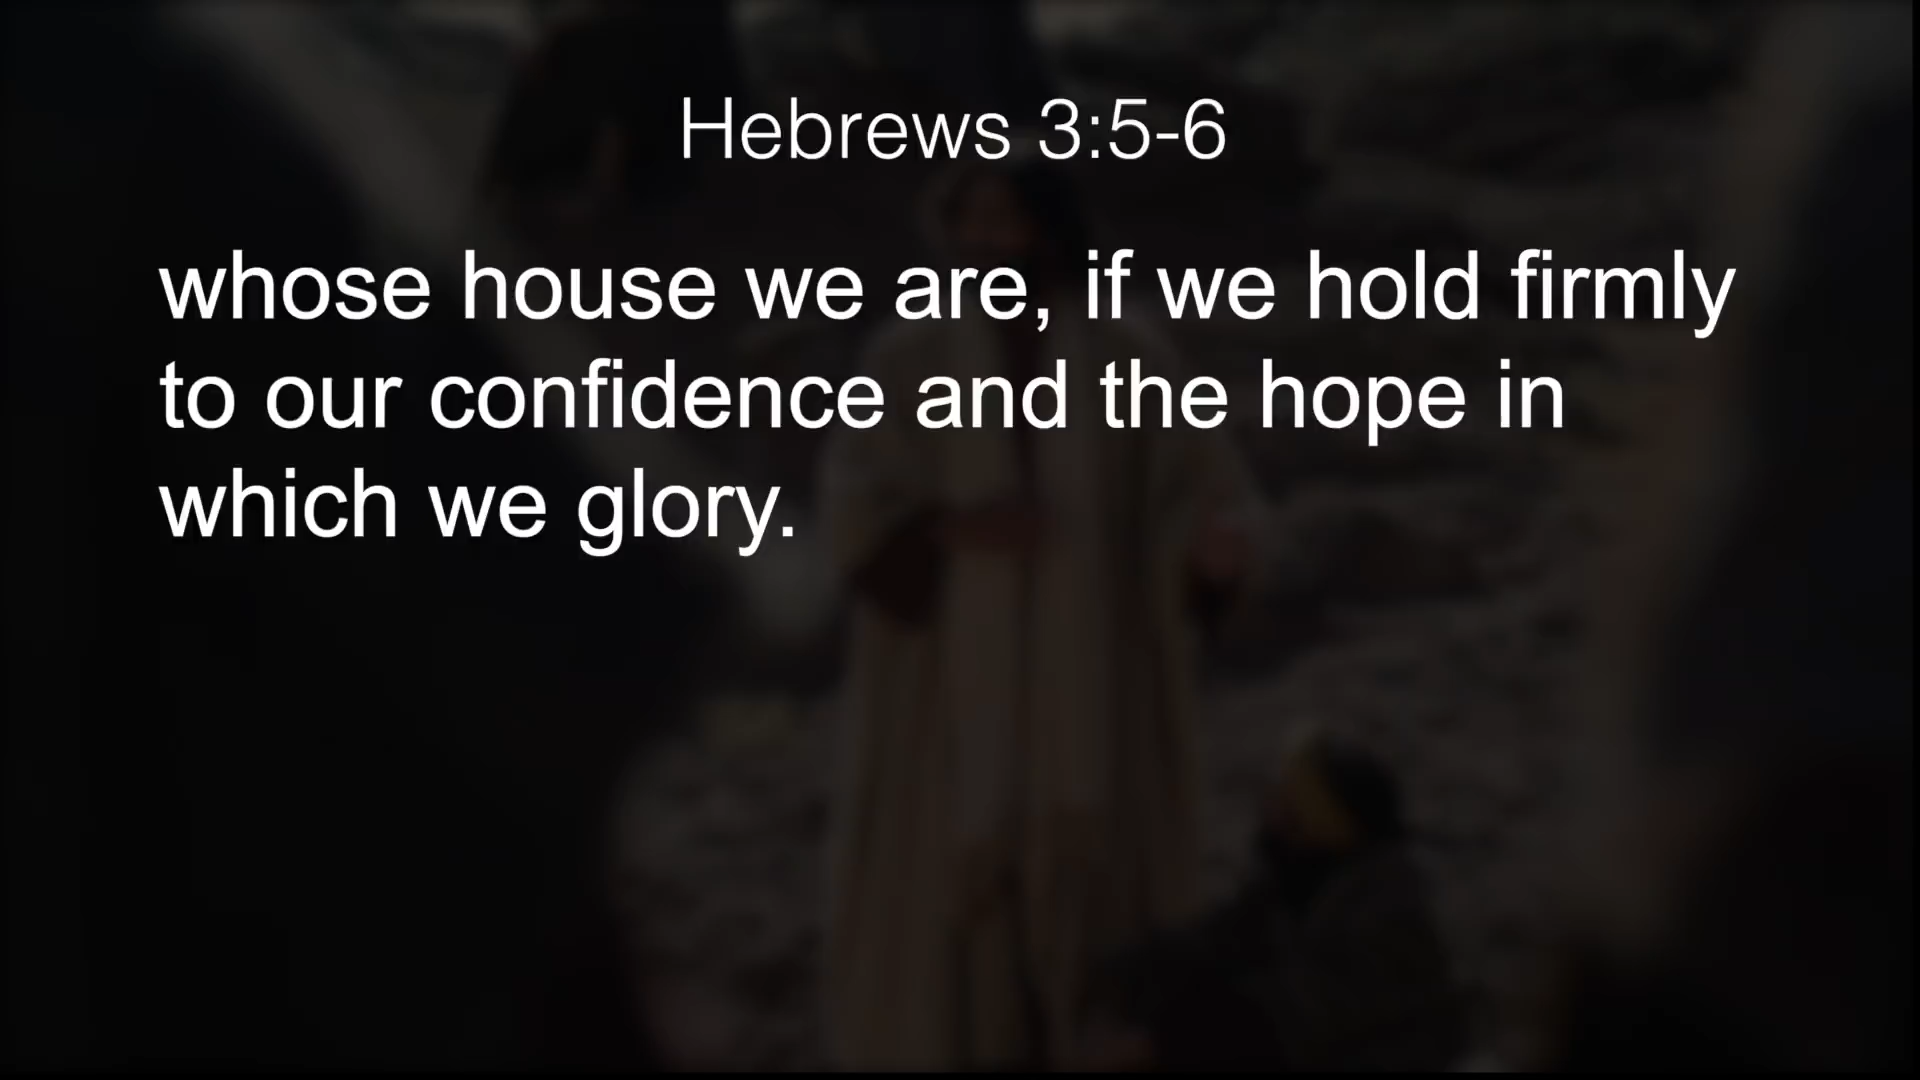 Hebrews 3:5-6
whose house we are, if we hold firmly
to our confidence and the hope in
which we glory.